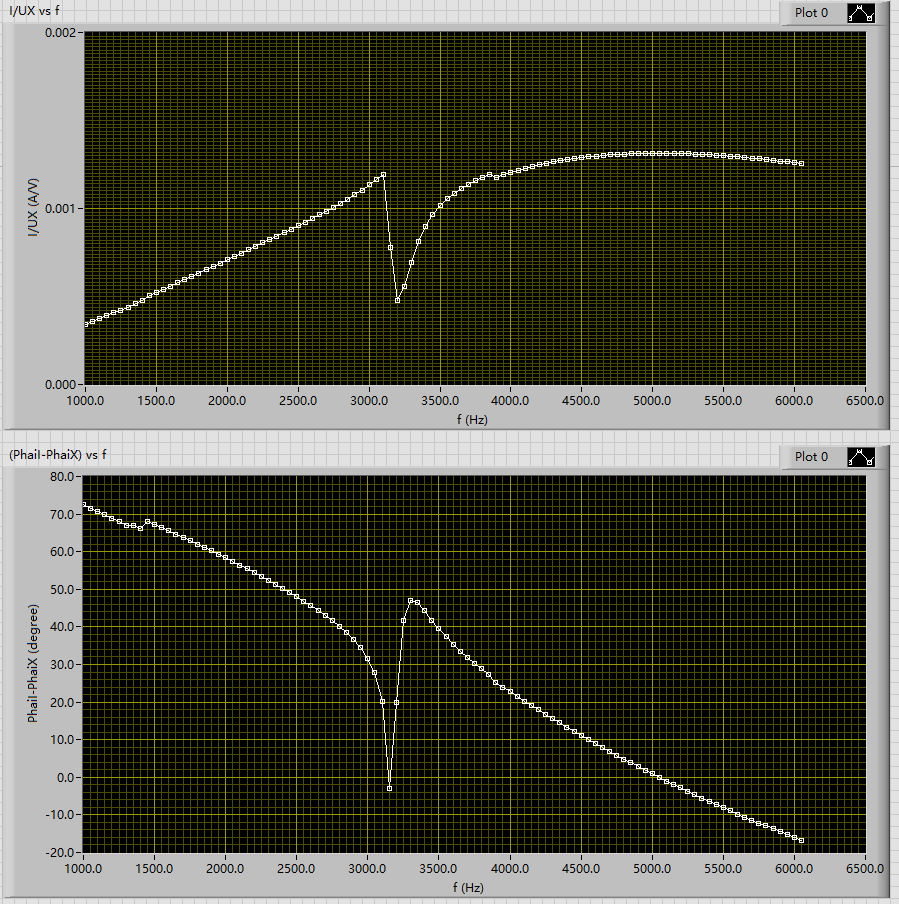 I/UX vs f
Plot 0
0.002
0.001
0.000
I/UX (A/V)
1000.0 1500.0 2000.0 2500.0 3000.0 3500.0 4000.0 4500.0 5000.0 5500.0 6000.0 6500.0
f (Hz)
(PhaiI-PhaiX) vs f
Plot 0
80.0
70.0
60.0
50.0
40.0
30.0
20.0
10.0
0.0
-10.0
-20.0
PhaiI-PhaiX (degree)
1000.0 1500.0 2000.0 2500.0 3000.0 3500.0 4000.0 4500.0 5000.0 5500.0 6000.0 6500.0
f (Hz)